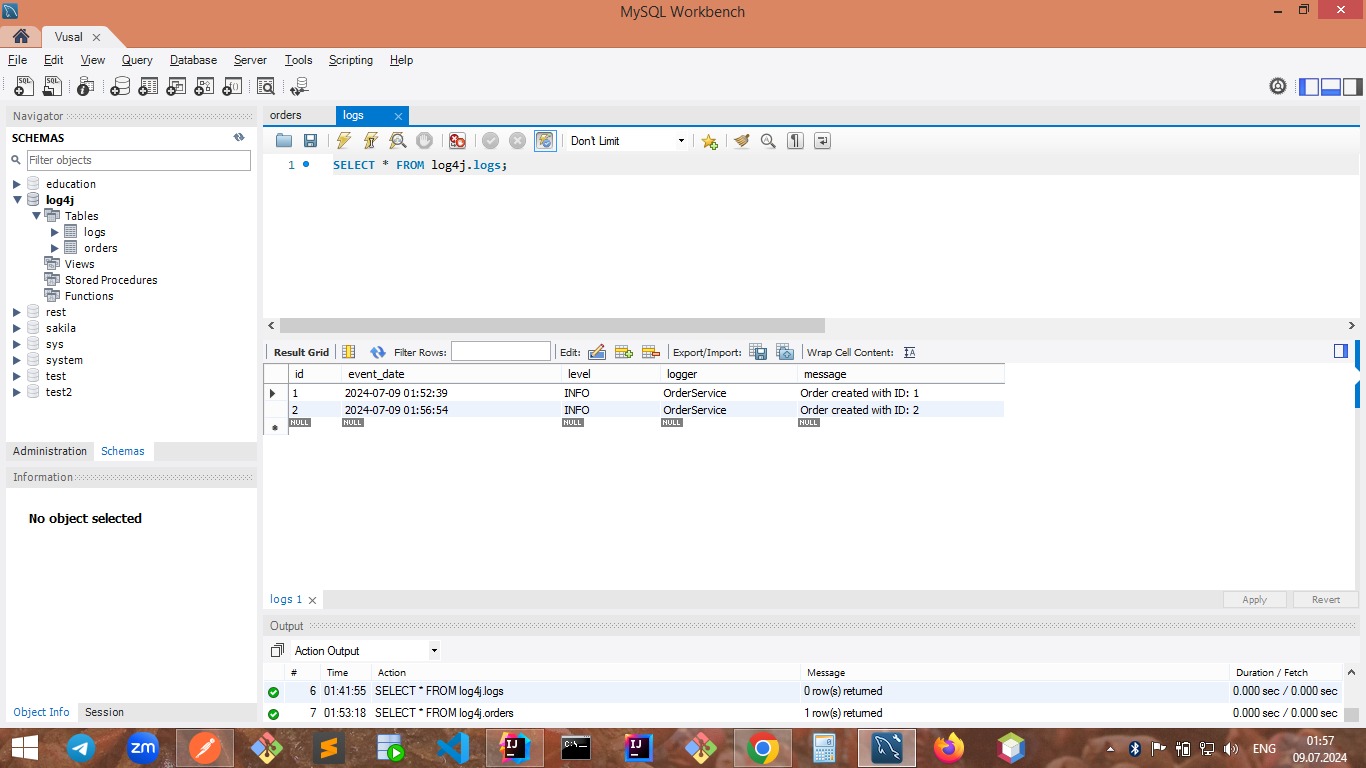 MySQL Workbench
Vusal
File Edit View Query Database Server Tools Scripting Help
Navigator
SCHEMAS
Filter objects
education
log4j
Tables
logs
orders
Views
Stored Procedures
Functions
rest
sakila
sys
system
test
test2
Administration Schemas
Information
No object selected
Object Info Session
orders logs
Don't Limit
1 SELECT * FROM log4j.logs;
Result Grid Filter Rows: Edit: Export/Import: Wrap Cell Content:
id event_date level logger message
1 2024-07-09 01:52:39 INFO OrderService Order created with ID: 1
2 2024-07-09 01:56:54 INFO OrderService Order created with ID: 2
NULL NULL NULL NULL NULL
logs 1 Apply Revert
Output
Action Output
# Time Action Message Duration / Fetch
6 01:41:55 SELECT * FROM log4j.logs 0 row(s) returned 0.000 sec / 0.000 sec
7 01:53:18 SELECT * FROM log4j.orders 1 row(s) returned 0.000 sec / 0.000 sec
zm
IJ
C:\_
IJ
ENG
01:57
09.07.2024